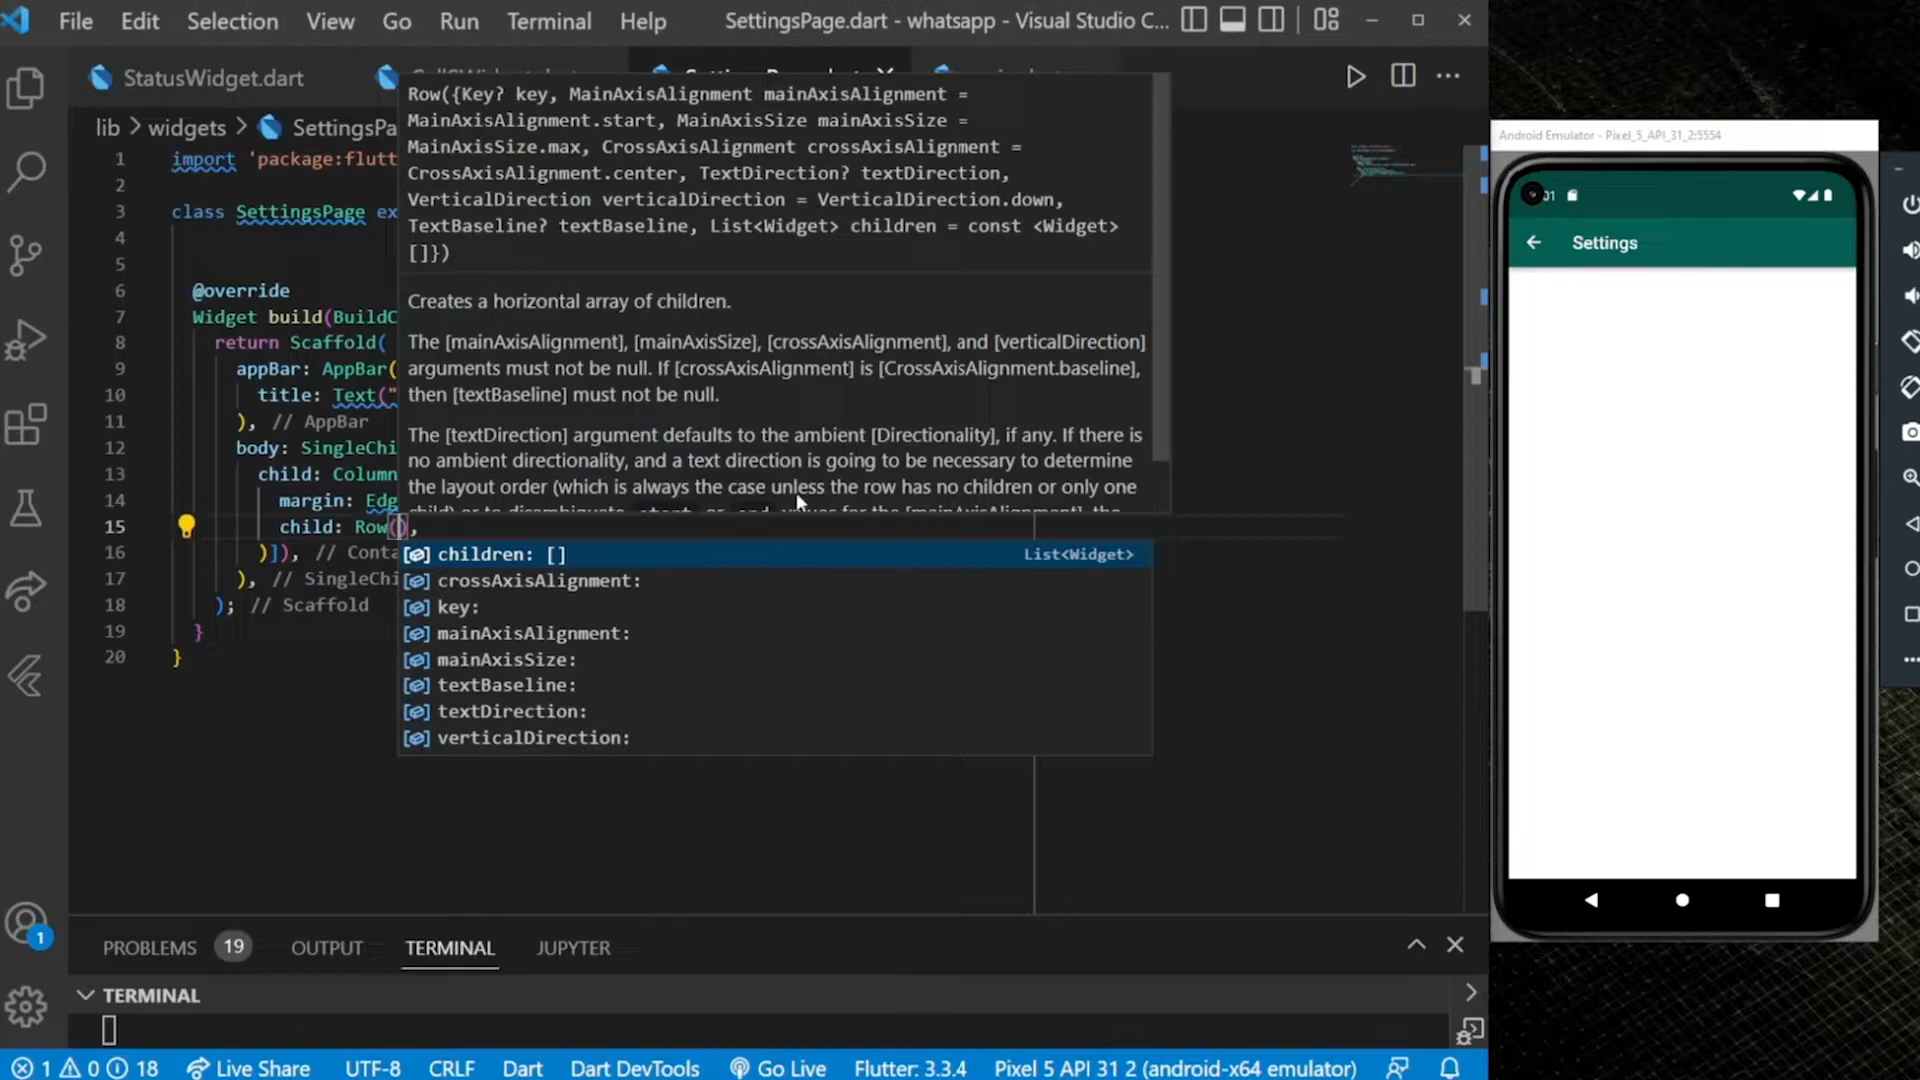 File Edit Selection View Go Run Terminal Help SettingsPage.dart - whatsapp - Visual Studio C...
StatusWidget.dart
lib > widgets > SettingsPa
Row({Key? key, MainAxisAlignment mainAxisAlignment =
MainAxisAlignment.start, MainAxisSize mainAxisSize =
MainAxisSize.max, CrossAxisAlignment crossAxisAlignment =
CrossAxisAlignment.center, TextDirection? textDirection,
VerticalDirection verticalDirection = VerticalDirection.down,
TextBaseline? textBaseline, List<Widget> children = const <Widget>
[]})
Creates a horizontal array of children.
The [mainAxisAlignment], [mainAxisSize], [crossAxisAlignment], and [verticalDirection]
arguments must not be null. If [crossAxisAlignment] is [CrossAxisAlignment.baseline],
then [textBaseline] must not be null.
The [textDirection] argument defaults to the ambient [Directionality], if any. If there is
no ambient directionality, and a text direction is going to be necessary to determine
the layout order (which is always the case unless the row has no children or only one
1 import 'package:flutt
2
3 class SettingsPage ex
4
5
6 @override
7 Widget build(BuildC
8 return Scaffold(
9 appBar: AppBar(
10 title: Text("
11 ), // AppBar
12 body: SingleChi
13 child: Column
14 margin: Edg
15 child: Row(),
16 )]), // Conta
17 ), // SingleChi
18 ); // Scaffold
19 }
20 }
children: [] List<Widget>
crossAxisAlignment:
key:
mainAxisAlignment:
mainAxisSize:
textBaseline:
textDirection:
verticalDirection:
PROBLEMS 19 OUTPUT TERMINAL JUPYTER
TERMINAL
1
1 0 18 Live Share UTF-8 CRLF Dart Dart DevTools Go Live Flutter: 3.3.4 Pixel 5 API 31 2 (android-x64 emulator)
Android Emulator - Pixel_5_API_31_2:5554
01
Settings